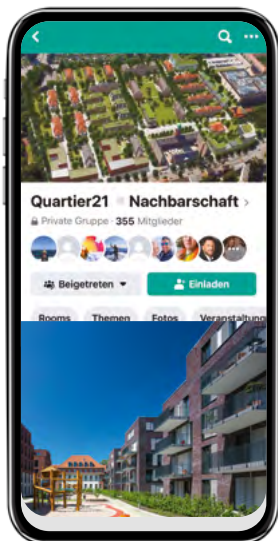 Quartier21 Nachbarschaft
Private Gruppe · 355 Mitglieder
Beigetreten Einladen
Rooms Themen Fotos Veranstaltung